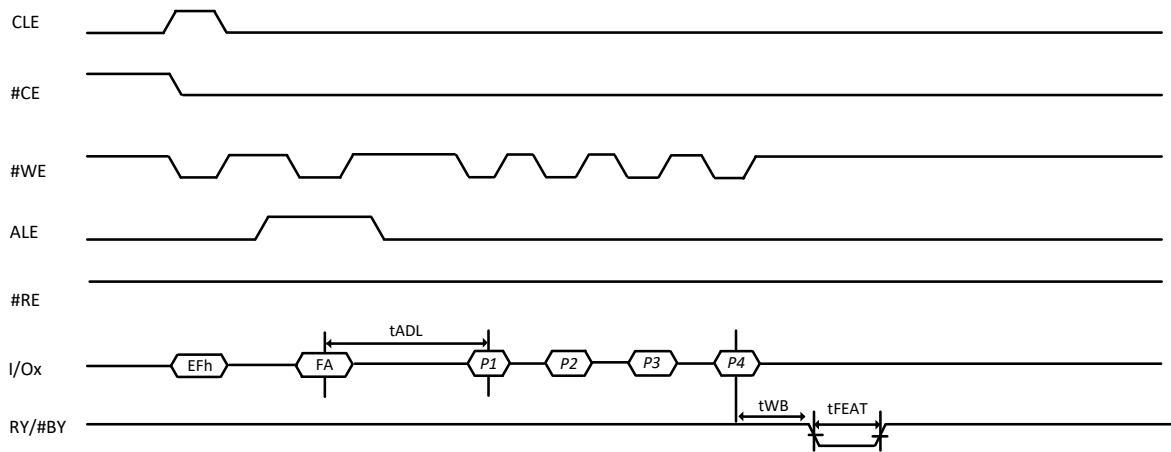 CLE
#CE
#WE
ALE
#RE
tADL
I/Ox EFh FA P1 P2 P3 P4
tWB tFEAT
RY/#BY